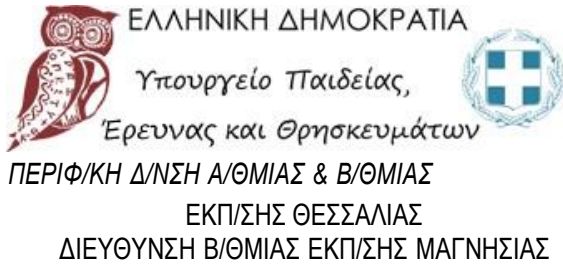 ΕΛΛΗΝΙΚΗ ΔΗΜΟΚΡΑΤΙΑ
Υπουργείο Παιδείας,
Έρευνας και Θρησκευμάτων
ΠΕΡΙΦ/ΚΗ Δ/ΝΣΗ Α/ΘΜΙΑΣ & Β/ΘΜΙΑΣ
ΕΚΠ/ΣΗΣ ΘΕΣΣΑΛΙΑΣ
ΔΙΕΥΘΥΝΣΗ Β/ΘΜΙΑΣ ΕΚΠ/ΣΗΣ ΜΑΓΝΗΣΙΑΣ